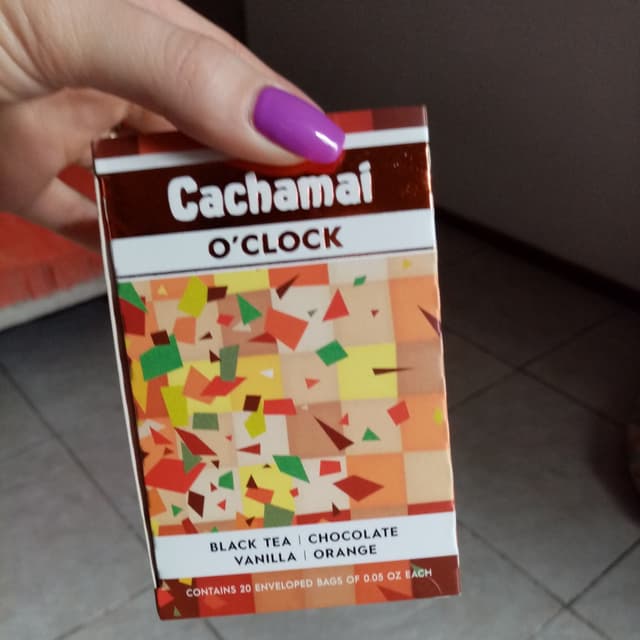 Cachamai
O'CLOCK
BLACK TEA | CHOCOLATE
VANILLA | ORANGE
CONTAINS 20 ENVELOPED BAGS OF 0.05 OZ EACH